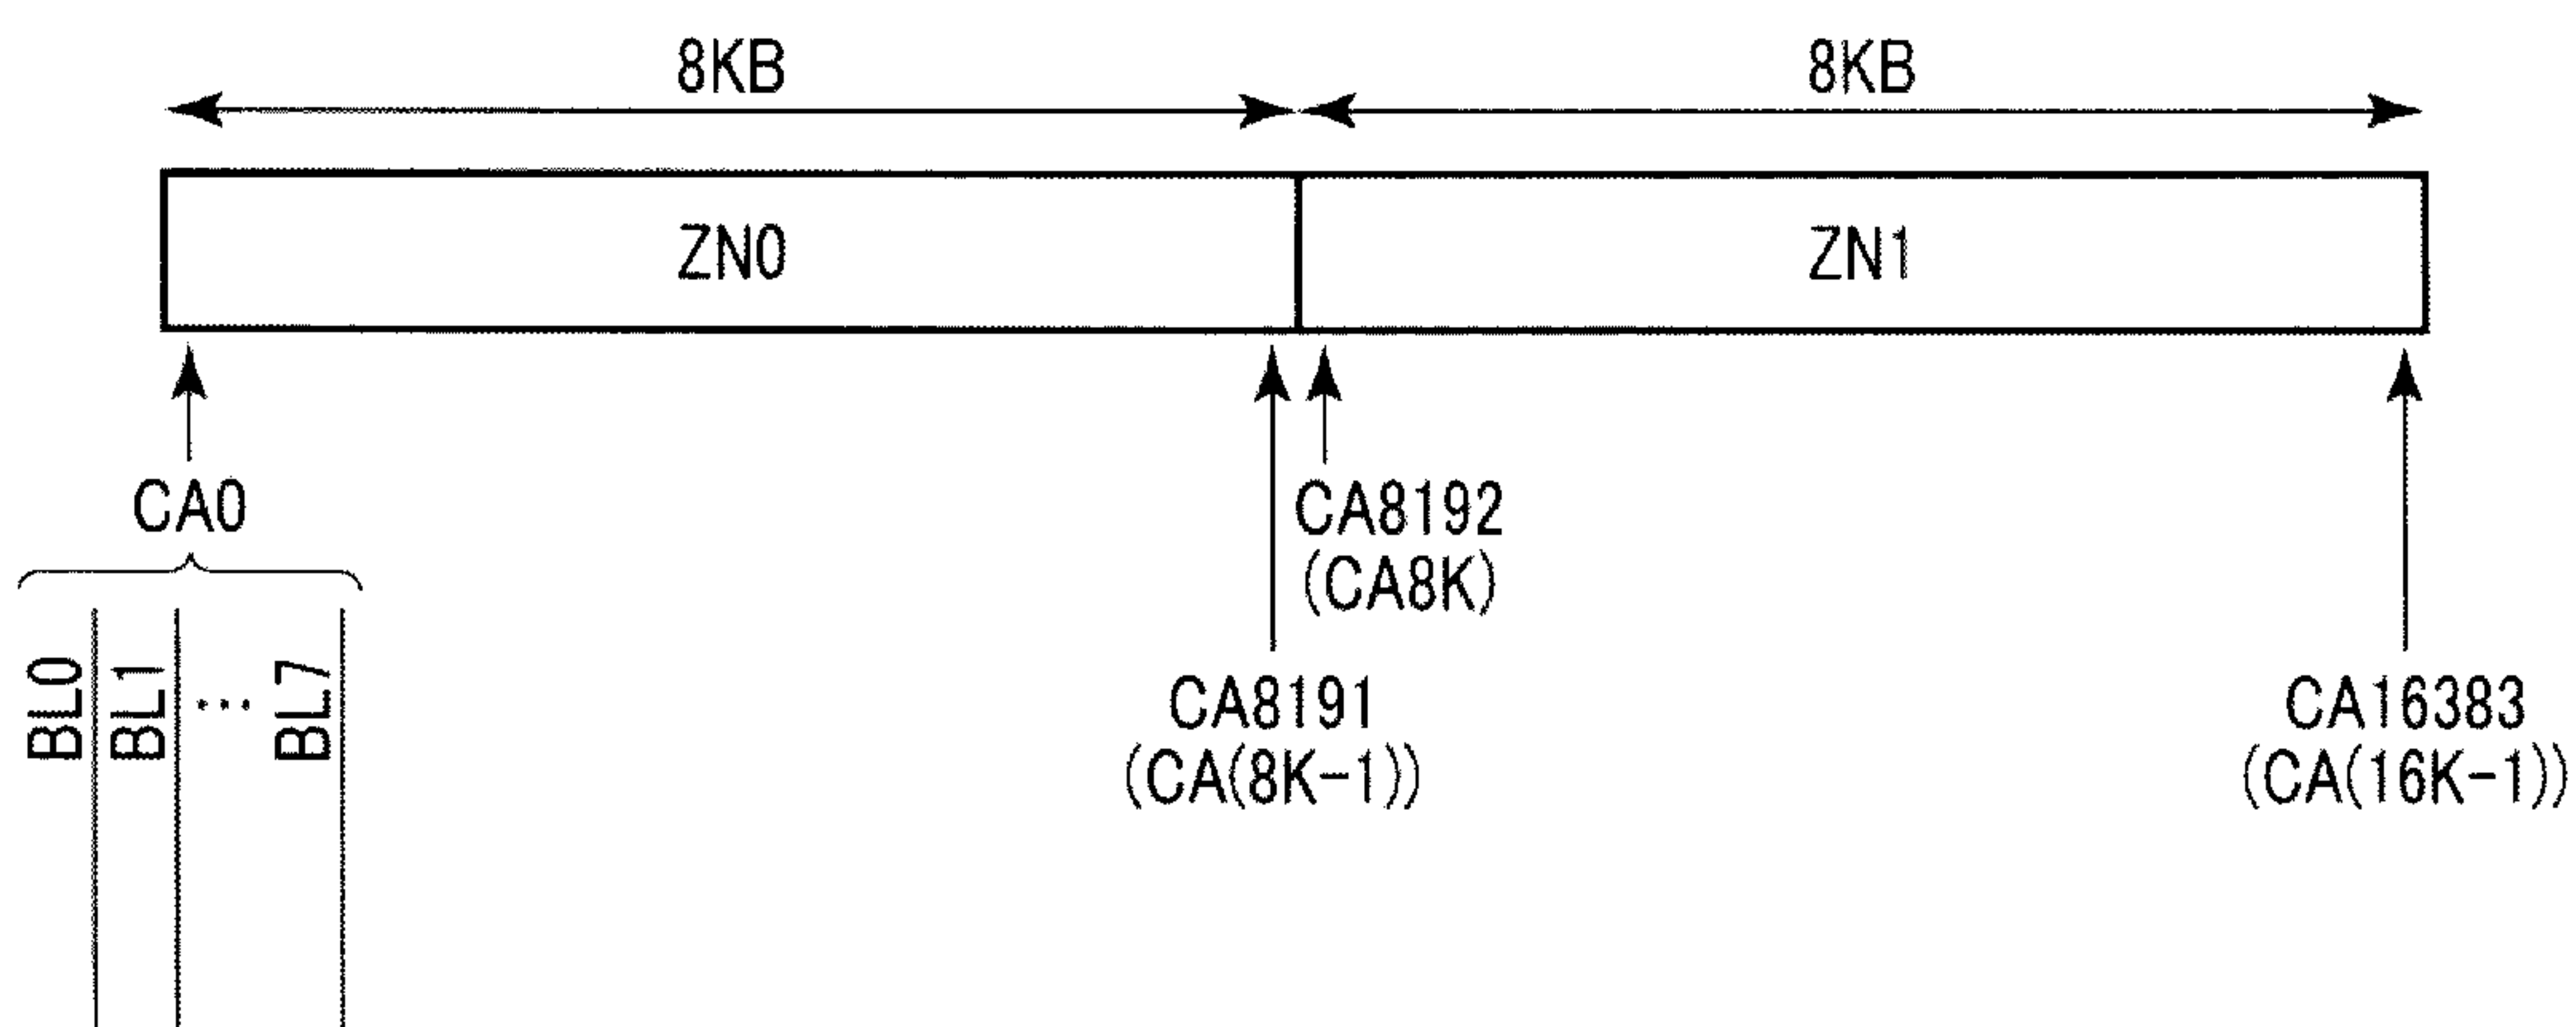 8KB 8KB
ZN0 ZN1
CA0
CA8192
(CA8K)
BL0 BL1 ... BL7
CA8191
(CA(8K-1))
CA16383
(CA(16K-1))